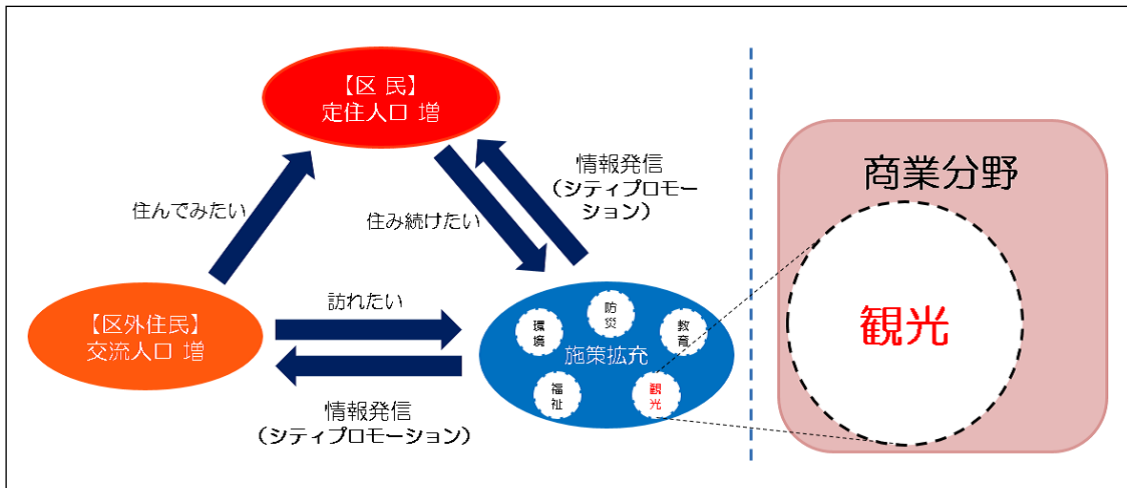 【区 民】
定住人口 増
情報発信
（シティプロモー
ション）
住んでみたい
住み続けたい
【区外住民】
交流人口 増
訪れたい
情報発信
（シティプロモーション）
防災
環境
教育
施策拡充
福祉
観光
商業分野
観光